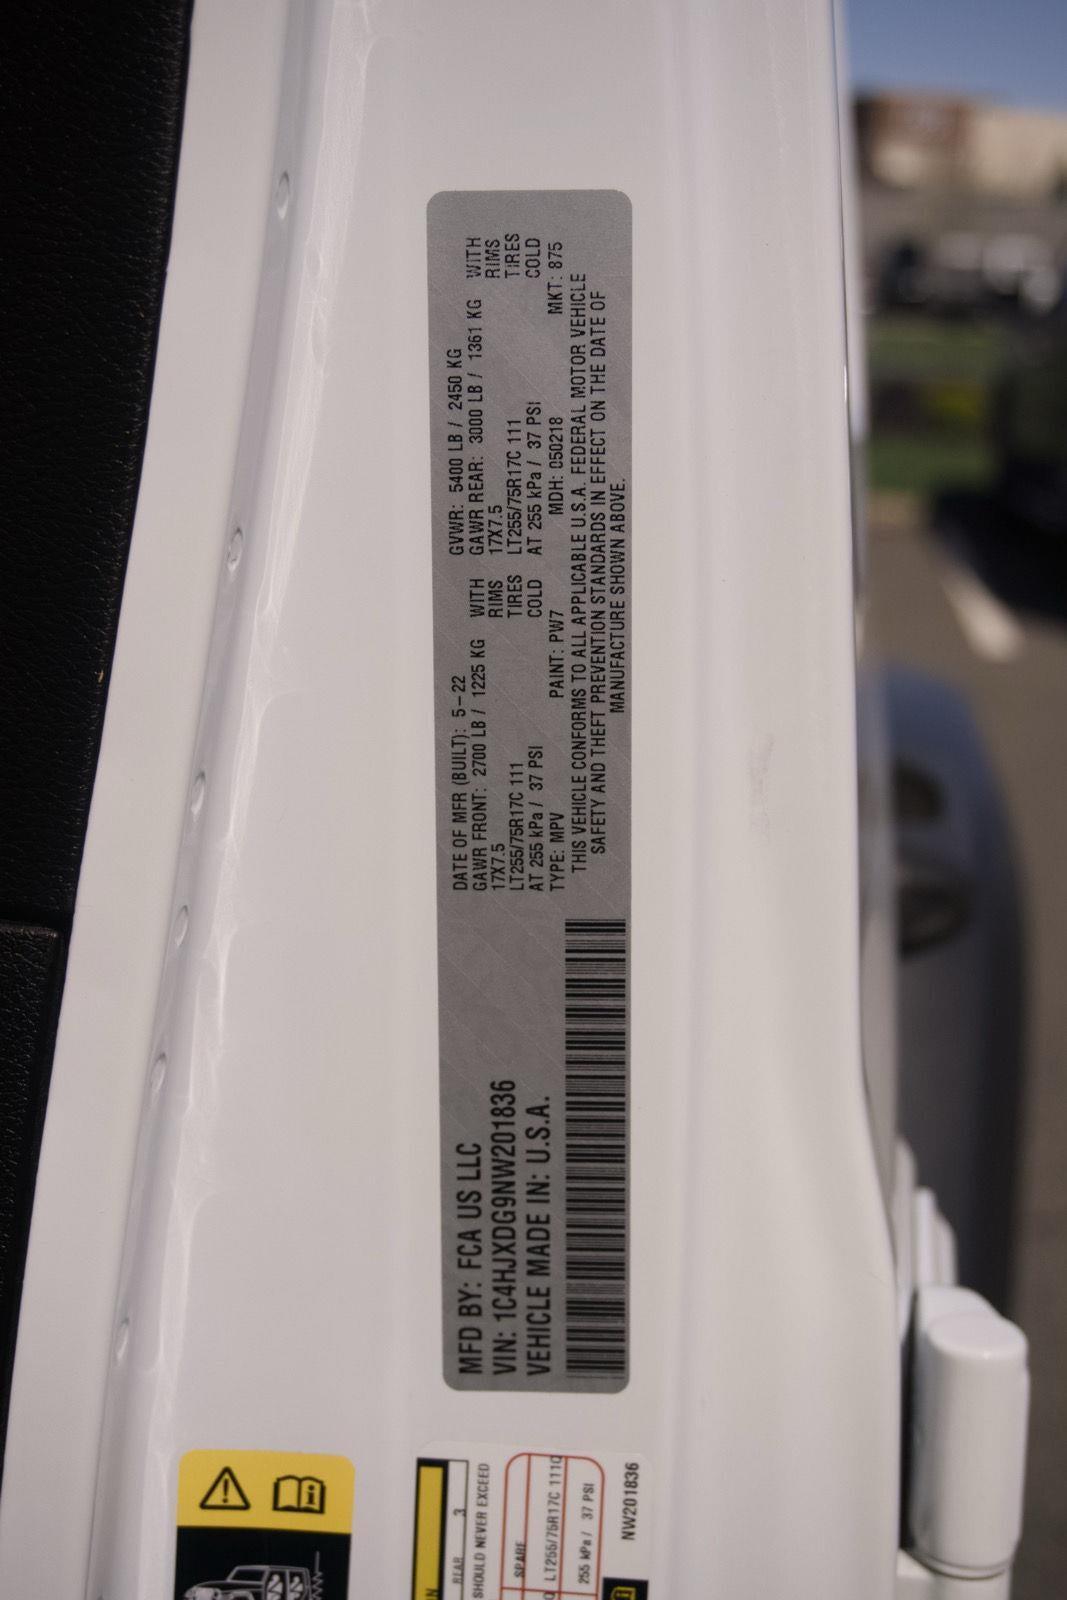 MFD BY: FCA US LLC
VIN: 1C4HJXDG9NW201836
VEHICLE MADE IN: U.S.A.
DATE OF MFR (BUILT): 5-22 GVWR: 5400 LB / 2450 KG
GAWR FRONT: 2700 LB / 1225 KG WITH GAWR REAR: 3000 LB / 1361 KG WITH
17X7.5 RIMS 17X7.5 RIMS
LT255/75R17C 111 TIRES LT255/75R17C 111 TIRES
AT 255 kPa / 37 PSI COLD AT 255 kPa / 37 PSI COLD
TYPE: MPV PAINT: PW7 MDH: 050218 MKT: 875
THIS VEHICLE CONFORMS TO ALL APPLICABLE U.S.A. FEDERAL MOTOR VEHICLE
SAFETY AND THEFT PREVENTION STANDARDS IN EFFECT ON THE DATE OF
MANUFACTURE SHOWN ABOVE.
REAR 3
SHOULD NEVER EXCEED
SPARE
LT255/75R17C 111C
255 kPa / 37 PSI
NW201836